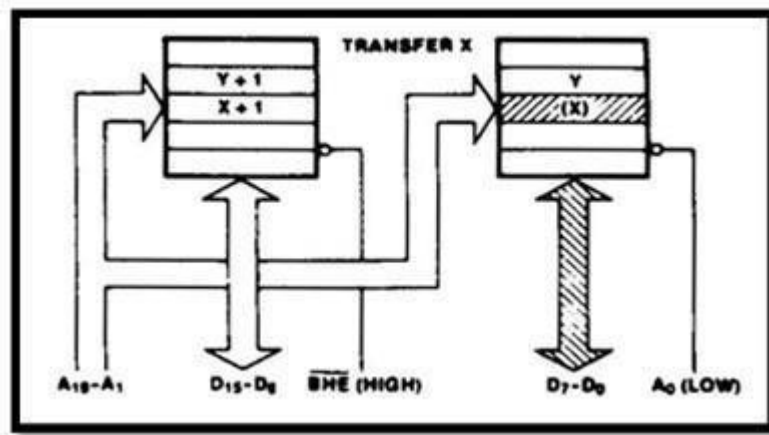 TRANSFER X
Y + 1
X + 1
Y
(X)
A19-A1
D15-D8
BHE (HIGH)
D7-D0
A0 (LOW)